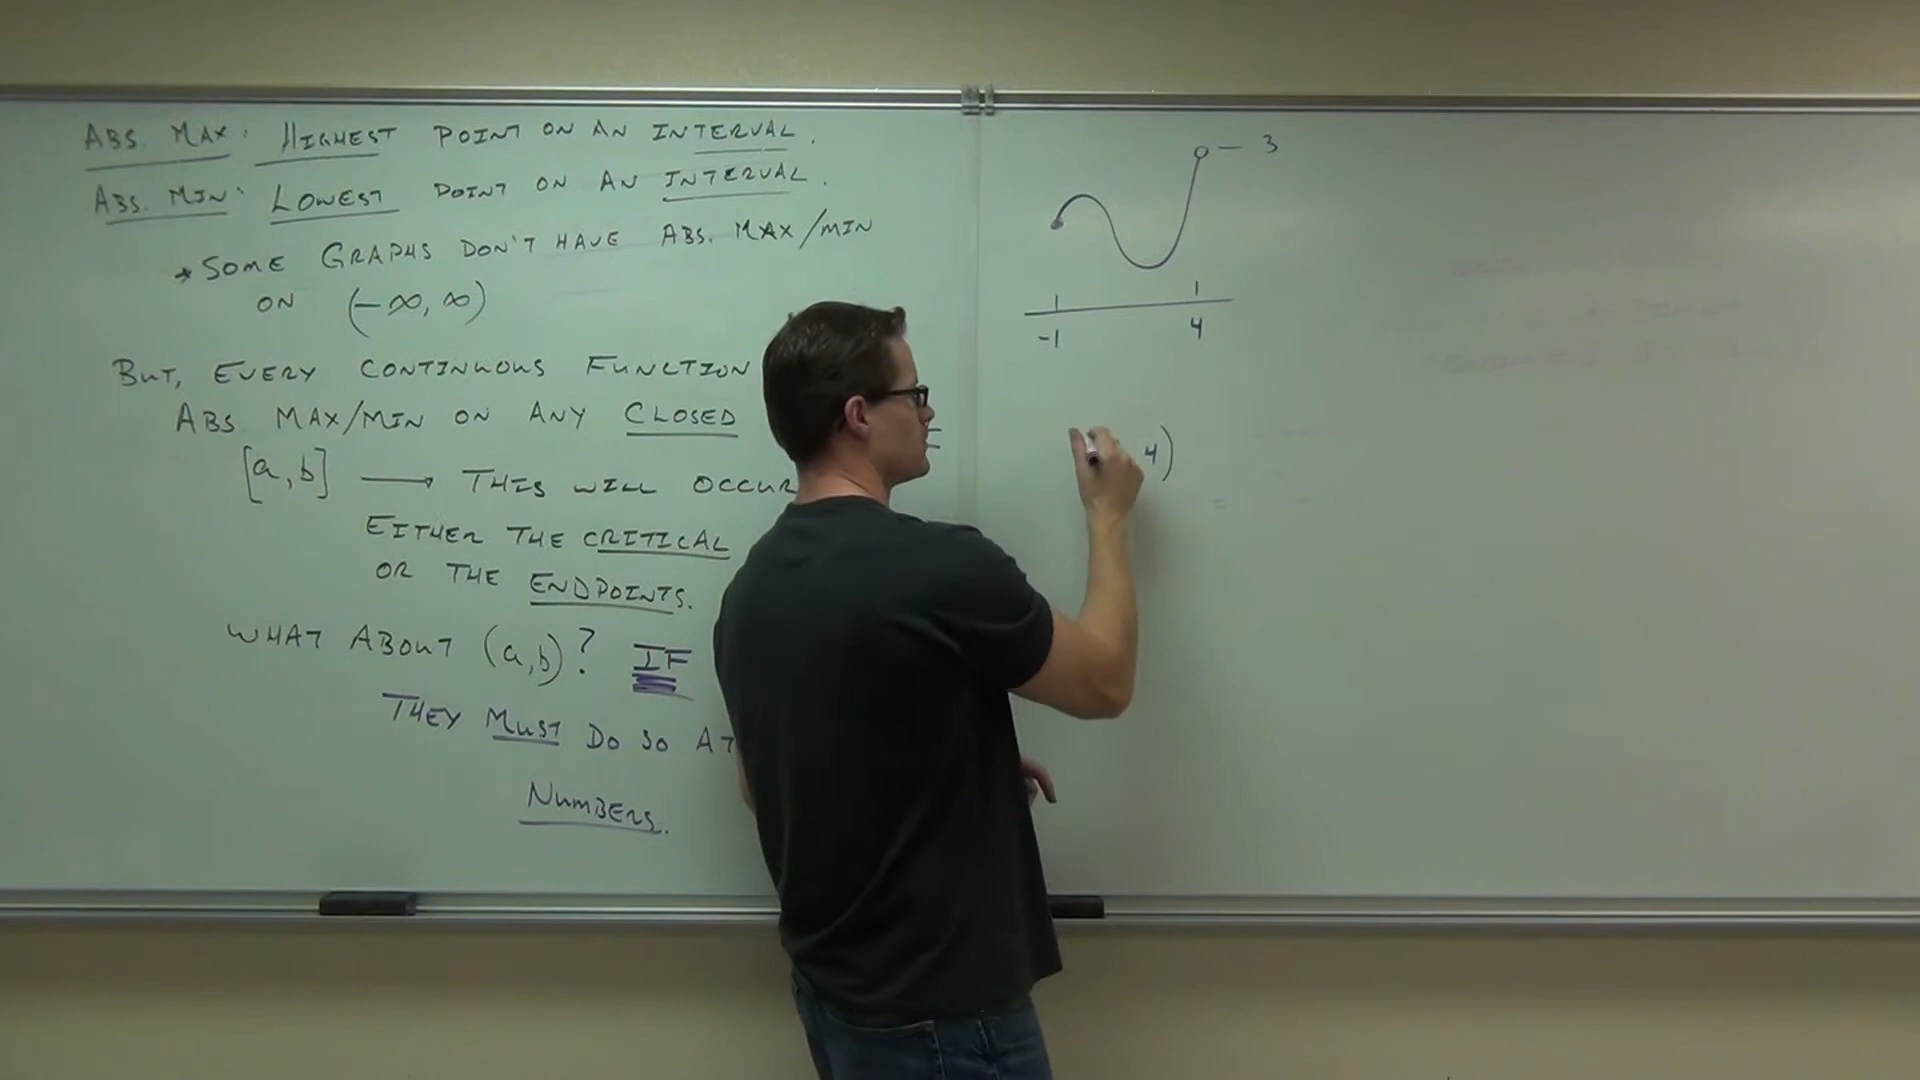 ABS. MAX: HIGHEST POINT ON AN INTERVAL.
ABS. MIN: LOWEST POINT ON AN INTERVAL.
* SOME GRAPHS DON'T HAVE ABS. MAX/MIN
ON (-∞, ∞)
BUT, EVERY CONTINUOUS FUNCTION
ABS MAX/MIN ON ANY CLOSED
[a, b] → THIS WILL OCCUR
EITHER THE CRITICAL
OR THE ENDPOINTS.
WHAT ABOUT (a, b)? IF
THEY MUST DO SO AT
NUMBERS.
3
-1 4
4)